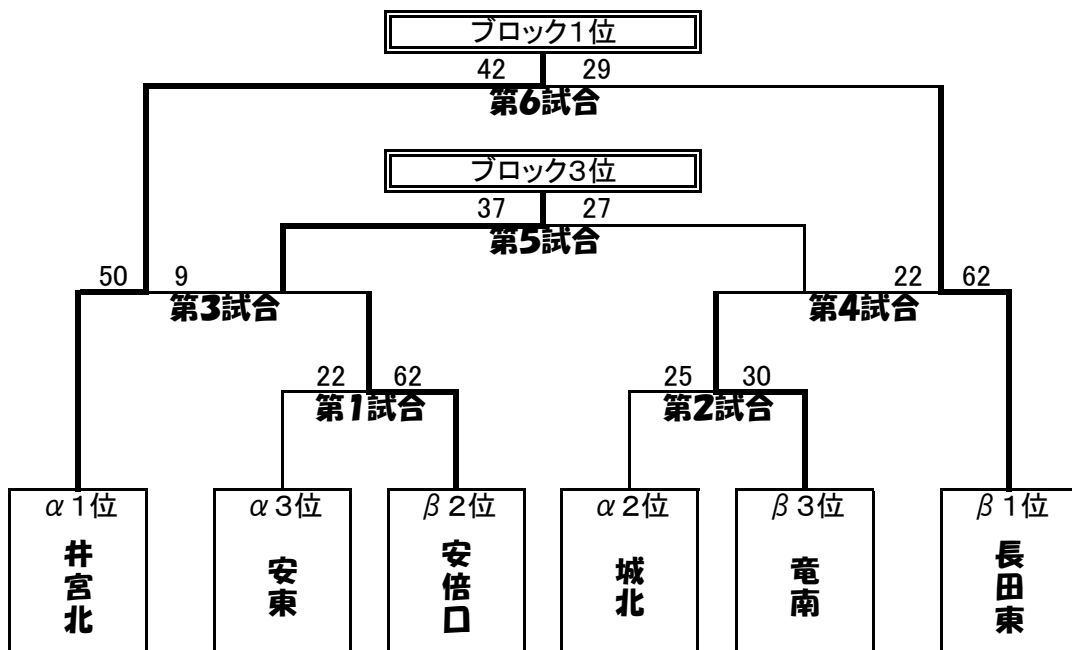 ブロック1位
42 29
第6試合
ブロック3位
37 27
第5試合
50 9
22 62
第3試合
第4試合
22 62
25 30
第1試合
第2試合
α1位
α3位
β2位
α2位
β3位
β1位
井宮北
安東
安倍口
城北
竜南
長田東